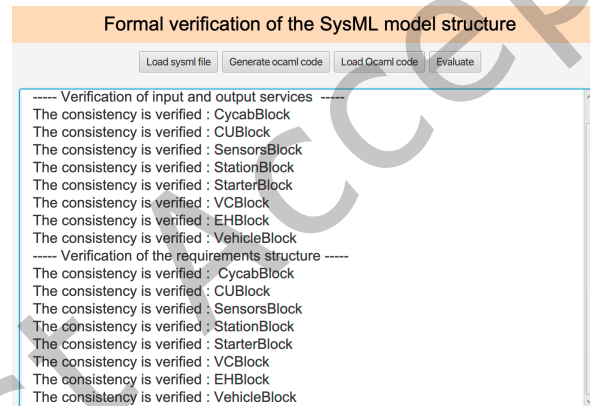 Formal verification of the SysML model structure
Load sysml file Generate ocaml code Load Ocaml code Evaluate
----- Verification of input and output services -----
The consistency is verified : CycabBlock
The consistency is verified : CUBlock
The consistency is verified : SensorsBlock
The consistency is verified : StationBlock
The consistency is verified : StarterBlock
The consistency is verified : VCBlock
The consistency is verified : EHBlock
The consistency is verified : VehicleBlock
----- Verification of the requirements structure -----
The consistency is verified : CycabBlock
The consistency is verified : CUBlock
The consistency is verified : SensorsBlock
The consistency is verified : StationBlock
The consistency is verified : StarterBlock
The consistency is verified : VCBlock
The consistency is verified : EHBlock
The consistency is verified : VehicleBlock